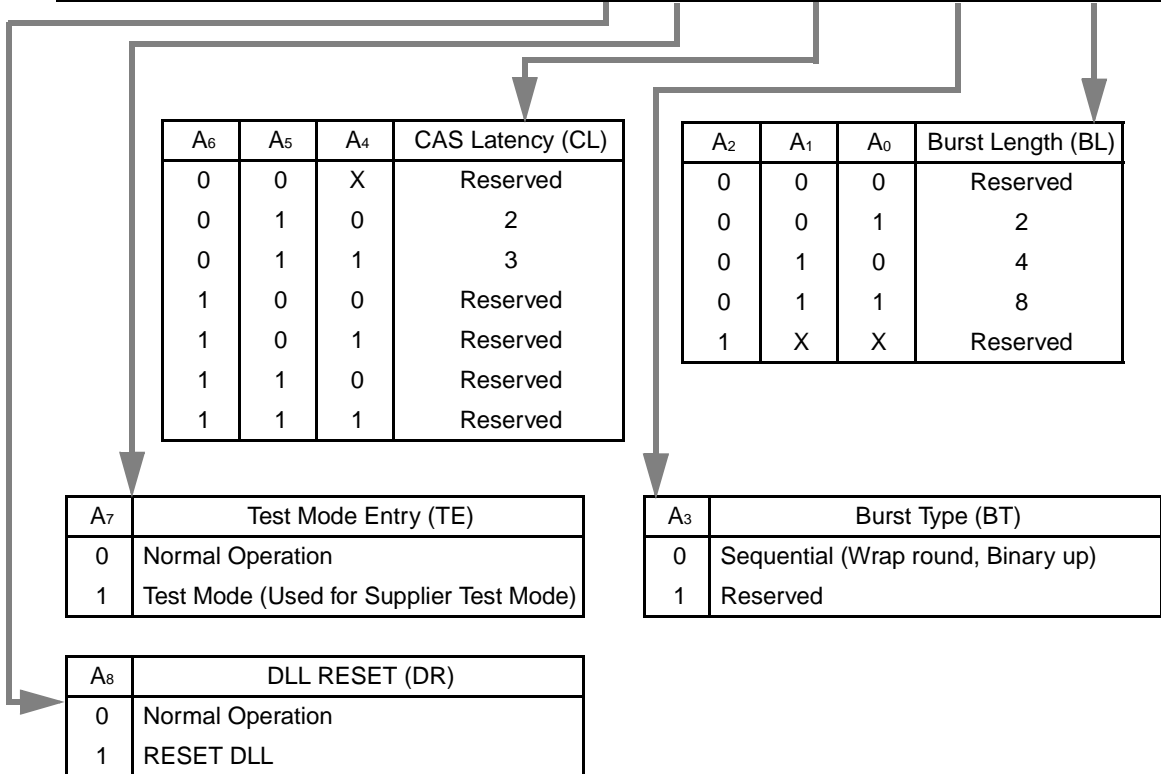 A6 A5 A4 CAS Latency (CL)
0 0 X Reserved
0 1 0 2
0 1 1 3
1 0 0 Reserved
1 0 1 Reserved
1 1 0 Reserved
1 1 1 Reserved
A2 A1 A0 Burst Length (BL)
0 0 0 Reserved
0 0 1 2
0 1 0 4
0 1 1 8
1 X X Reserved
A7 Test Mode Entry (TE)
0 Normal Operation
1 Test Mode (Used for Supplier Test Mode)
A3 Burst Type (BT)
0 Sequential (Wrap round, Binary up)
1 Reserved
A8 DLL RESET (DR)
0 Normal Operation
1 RESET DLL